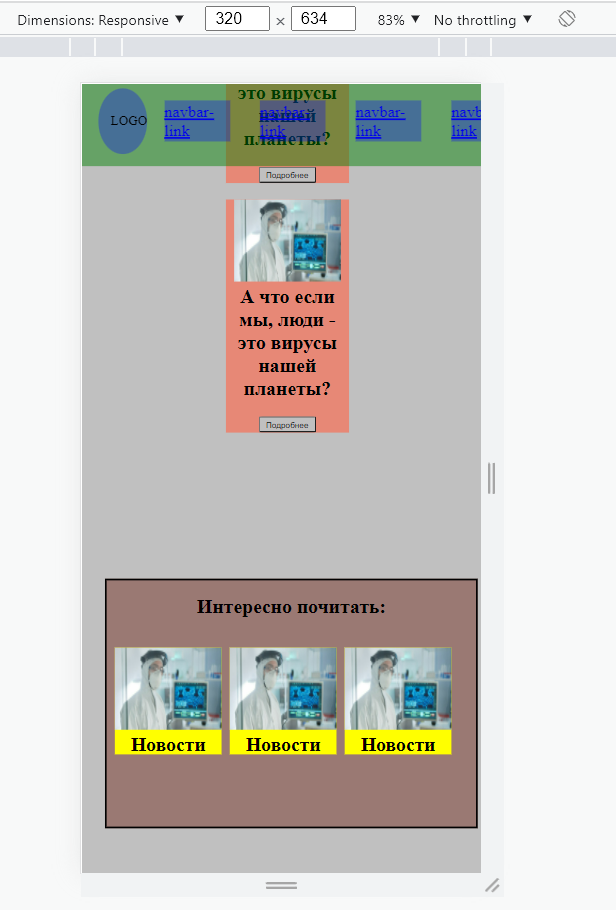 Dimensions: Responsive ▼ 320 × 634 83% ▼ No throttling ▼
это вирусы
нашей
планеты?
LOGO
navbar-
link
navbar-
link
navbar-
link
navb
link
Подробнее
А что если
мы, люди -
это вирусы
нашей
планеты?
Подробнее
Интересно почитать:
Новости Новости Новости